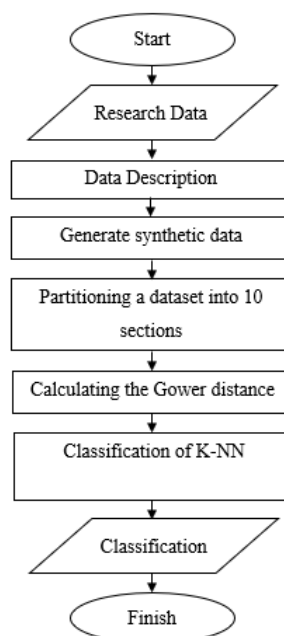 Start
Research Data
Data Description
Generate synthetic data
Partitioning a dataset into 10
sections
Calculating the Gower distance
Classification of K-NN
Classification
Finish